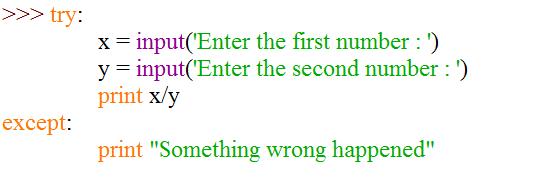 >>> try:
x = input('Enter the first number : ')
y = input('Enter the second number : ')
print x/y
except:
print "Something wrong happened"